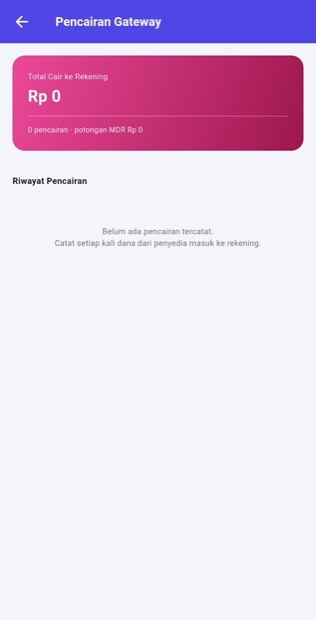 Pencairan Gateway
Total Cair ke Rekening
Rp 0
0 pencairan · potongan MDR Rp 0
Riwayat Pencairan
Belum ada pencairan tercatat.
Catat setiap kali dana dari penyedia masuk ke rekening.